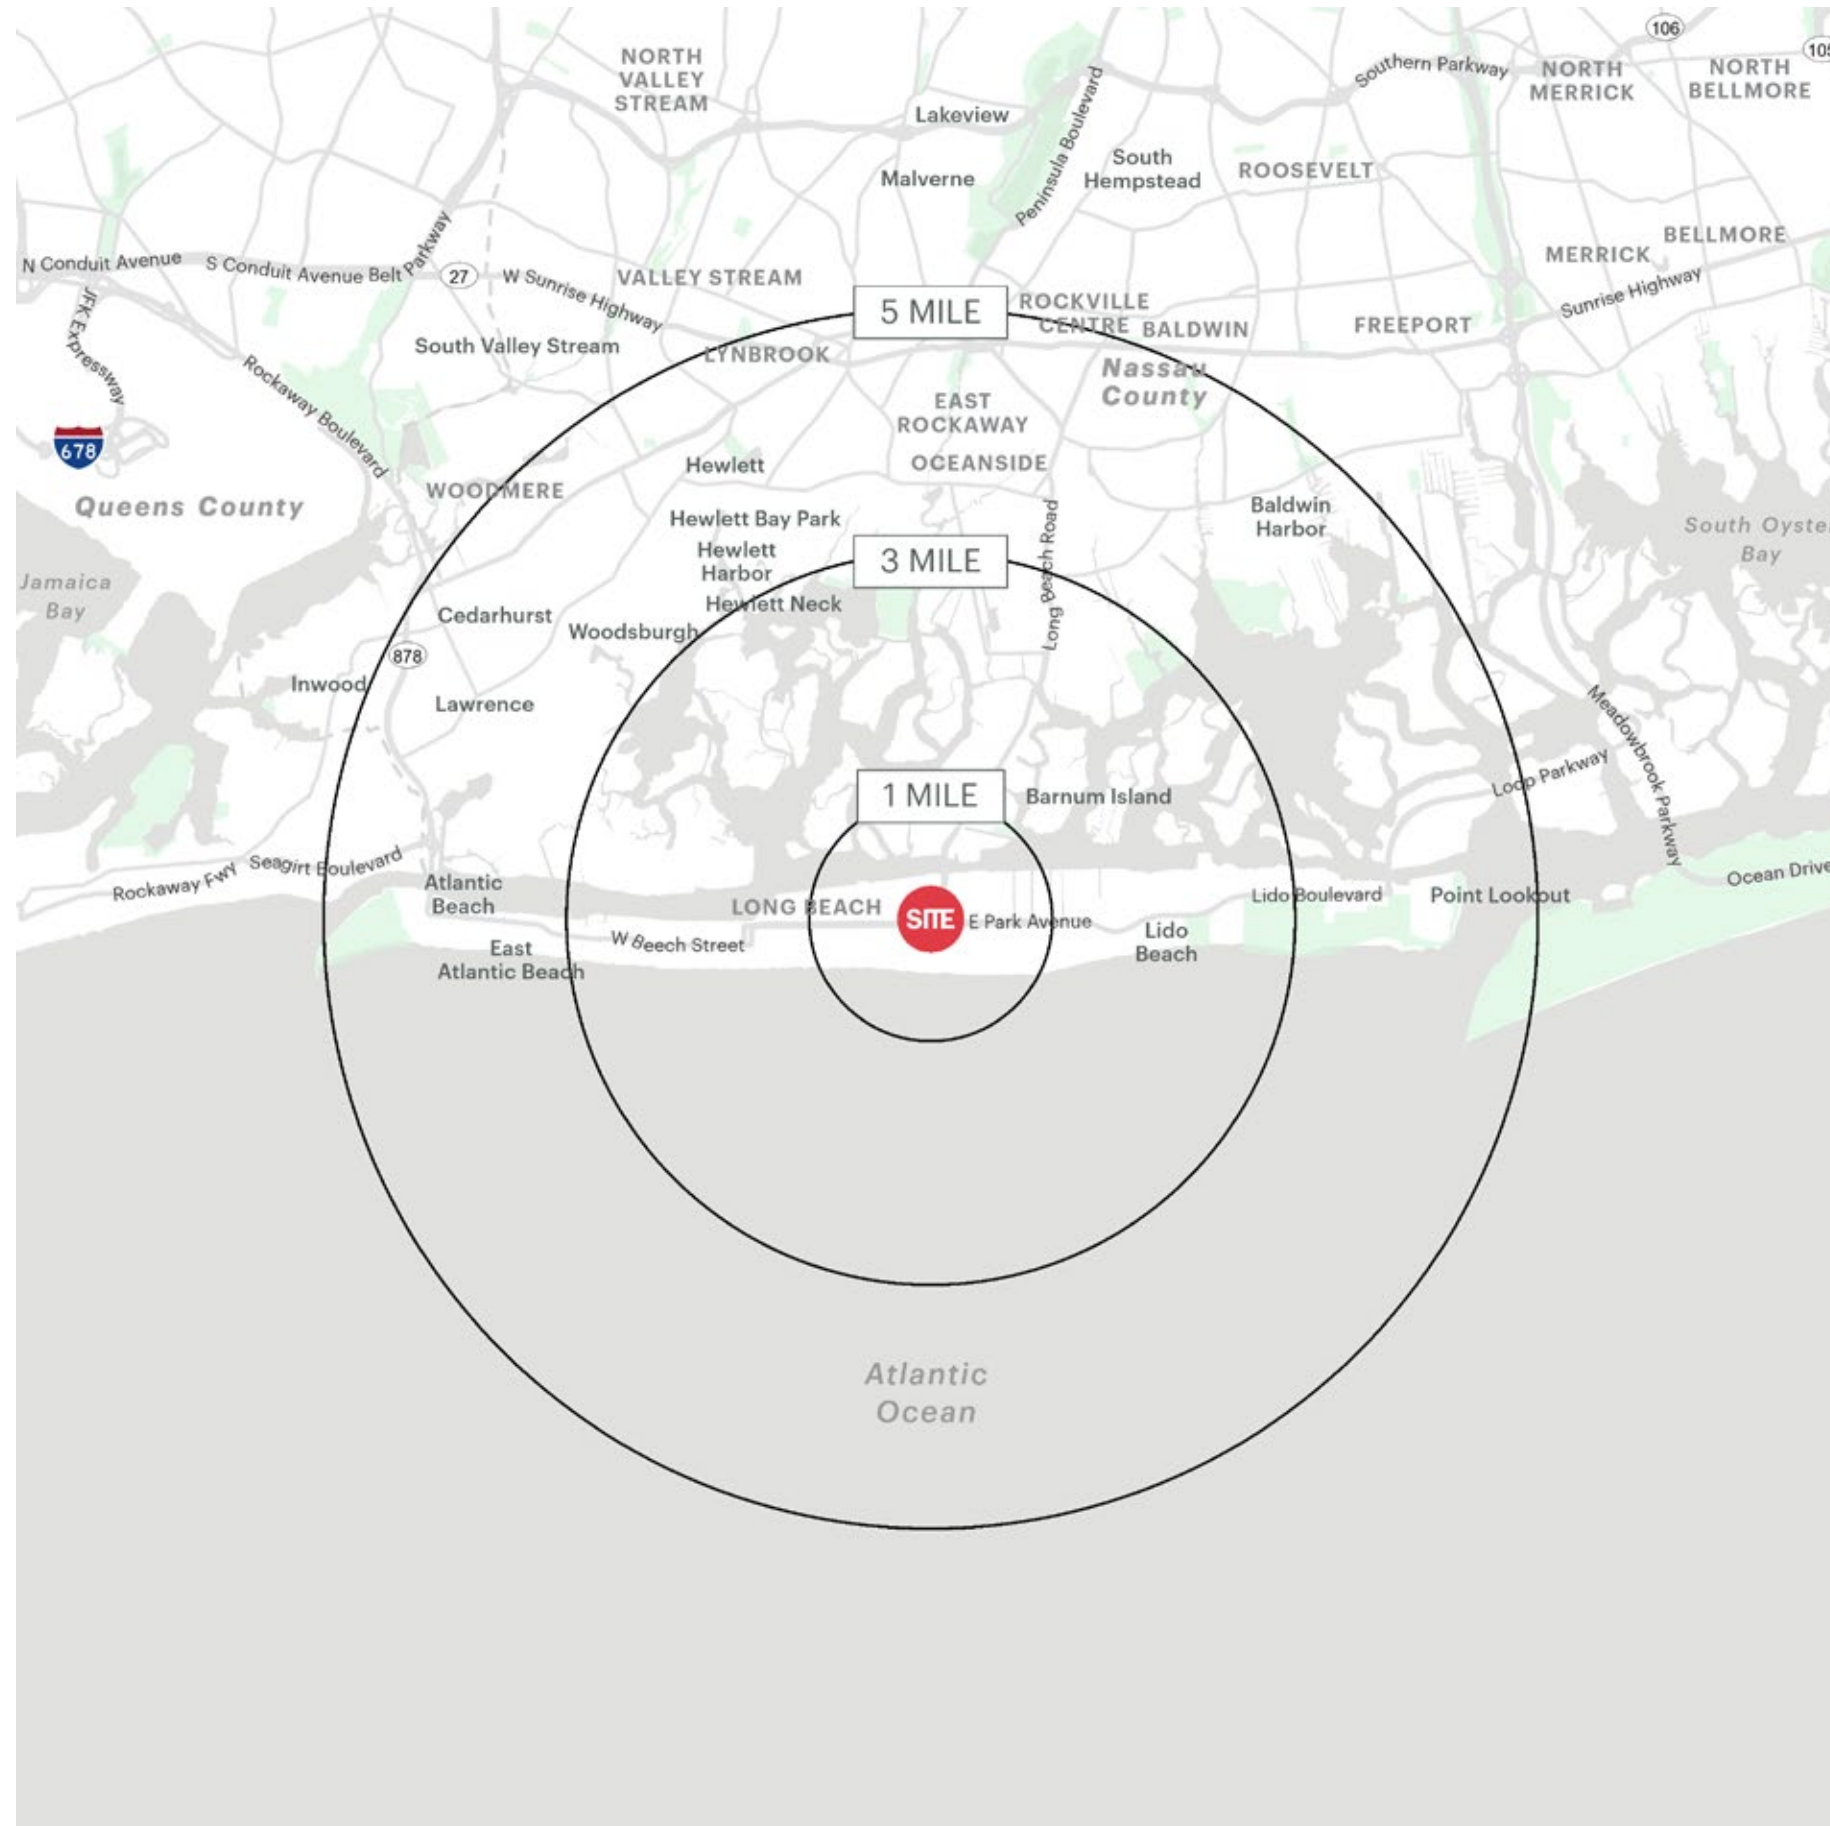 106
105
NORTH
VALLEY
STREAM
Southern Parkway
NORTH
MERRICK
NORTH
BELLMORE
Lakeview
Peninsula Boulevard
Malverne
South
Hempstead
ROOSEVELT
BELLMORE
MERRICK
N Conduit Avenue
S Conduit Avenue Belt Parkway
27
W Sunrise Highway
VALLEY STREAM
Sunrise Highway
5 MILE
ROCKVILLE
CENTRE
BALDWIN
FREEPORT
JFK Expressway
South Valley Stream
LYNBROOK
Nassau
County
Rockaway Boulevard
EAST
ROCKAWAY
678
Hewlett
OCEANSIDE
WOODMERE
Queens County
Hewlett Bay Park
Baldwin
Harbor
South Oyste
Bay
Hewlett
Harbor
3 MILE
Long Beach Road
Jamaica
Bay
Hewlett Neck
Cedarhurst
Woodsburgh
878
Inwood
Lawrence
Meadowbrook Parkway
Loop Parkway
1 MILE
Barnum Island
Rockaway Fwy
Seagirt Boulevard
Ocean Drive
Atlantic
Beach
LONG BEACH
SITE
E Park Avenue
Lido Boulevard
Point Lookout
W Beech Street
Lido
Beach
East
Atlantic Beach
Atlantic
Ocean